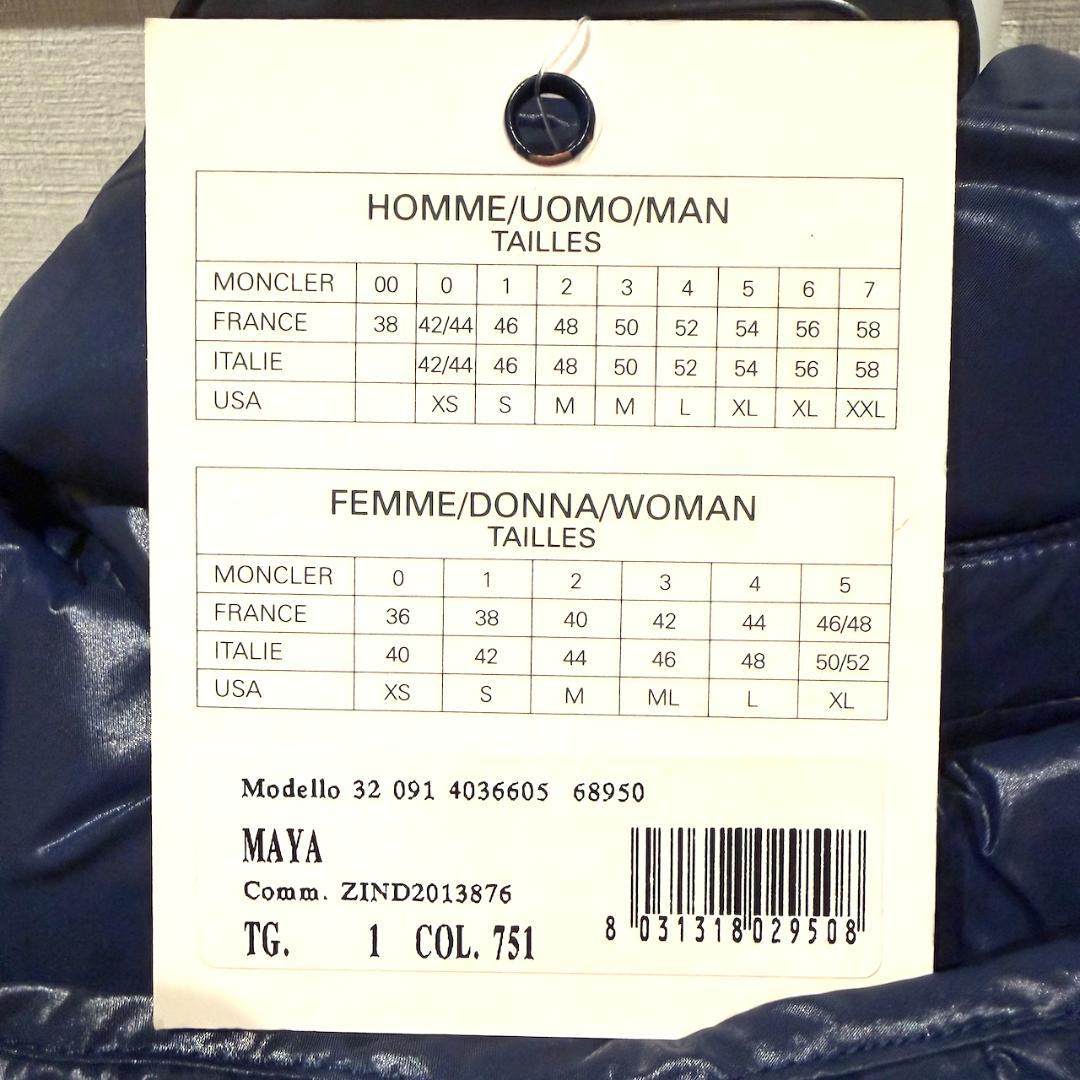 HOMME/UOMO/MAN
TAILLES
MONCLER 00 0 1 2 3 4 5 6 7
FRANCE 38 42/44 46 48 50 52 54 56 58
ITALIE 42/44 46 48 50 52 54 56 58
USA XS S M M L XL XL XXL
FEMME/DONNA/WOMAN
TAILLES
MONCLER 0 1 2 3 4 5
FRANCE 36 38 40 42 44 46/48
ITALIE 40 42 44 46 48 50/52
USA XS S M ML L XL
Modello 32 091 4036605 68950
MAYA
Comm. ZIND2013876
TG. 1 COL. 751
8 031318 029508